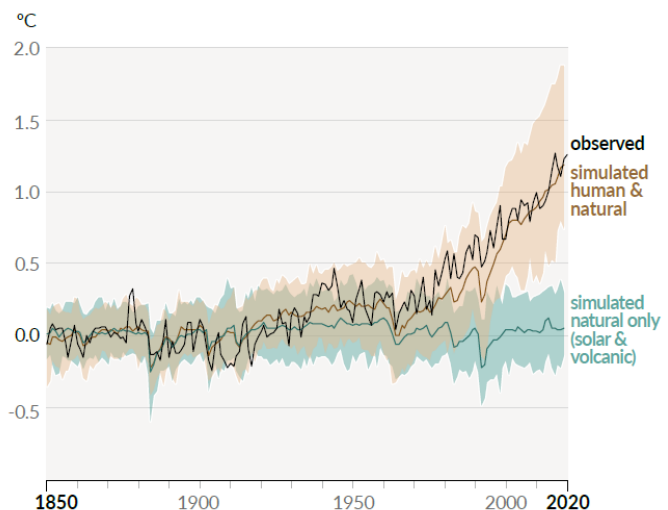 ºC
2.0
1.5
1.0
0.5
0.0
-0.5
observed
simulated
human &
natural
simulated
natural only
(solar &
volcanic)
1850 1900 1950 2000 2020